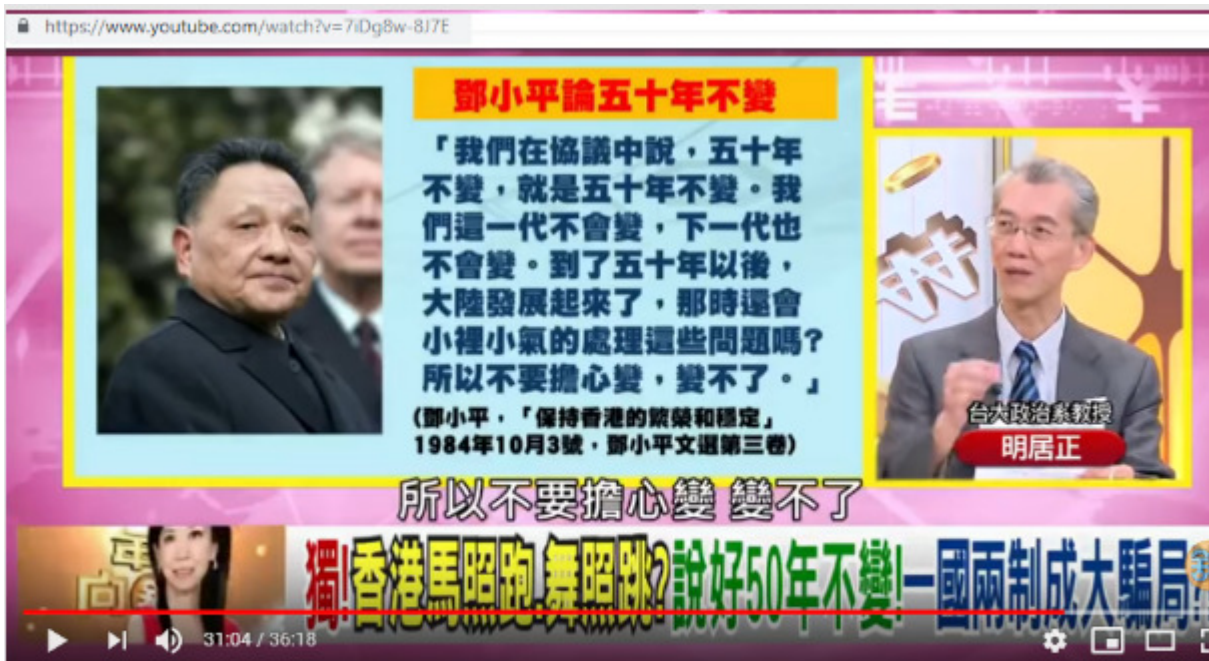 https://www.youtube.com/watch?v=7iDg8w-8J7E
鄧小平論五十年不變
「我們在協議中說，五十年
不變，就是五十年不變。我
們這一代不會變，下一代也
不會變。到了五十年以後，
大陸發展起來了，那時還會
小裡小氣的處理這些問題嗎?
所以不要擔心變，變不了。」
(鄧小平，「保持香港的繁榮和穩定」
1984年10月3號，鄧小平文選第三卷)
台大政治系教授
明居正
所以不要擔心變 變不了
獨!香港馬照跑.舞照跳?說好50年不變!一國兩制成大騙局?
31:04 / 36:18